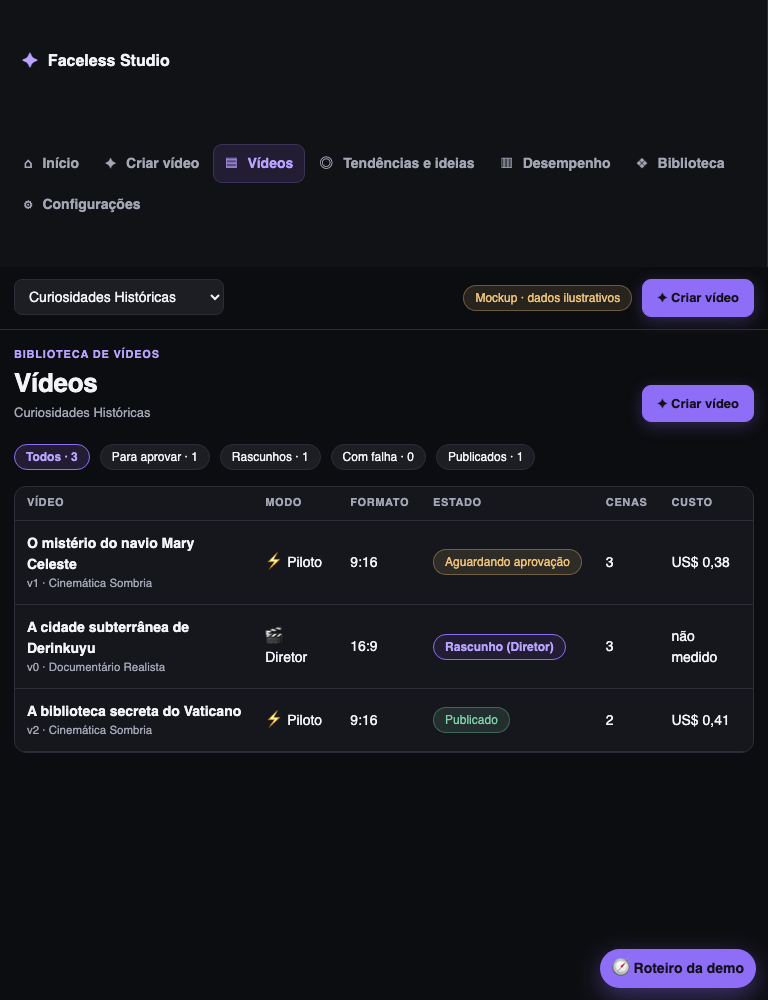 ✦ Faceless Studio
⌂ Início ✦ Criar vídeo ▤ Vídeos ◎ Tendências e ideias ▥ Desempenho ❖ Biblioteca
⚙ Configurações
Curiosidades Históricas
Mockup · dados ilustrativos
✦ Criar vídeo
BIBLIOTECA DE VÍDEOS
Vídeos
Curiosidades Históricas
✦ Criar vídeo
Todos · 3 Para aprovar · 1 Rascunhos · 1 Com falha · 0 Publicados · 1
VÍDEO MODO FORMATO ESTADO CENAS CUSTO
O mistério do navio Mary
Celeste
v1 · Cinemática Sombria
⚡ Piloto 9:16 Aguardando aprovação 3 US$ 0,38
A cidade subterrânea de
Derinkuyu
v0 · Documentário Realista
🎬
Diretor
16:9 Rascunho (Diretor) 3
não
medido
A biblioteca secreta do Vaticano
v2 · Cinemática Sombria
⚡ Piloto 9:16 Publicado 2 US$ 0,41
🧭 Roteiro da demo